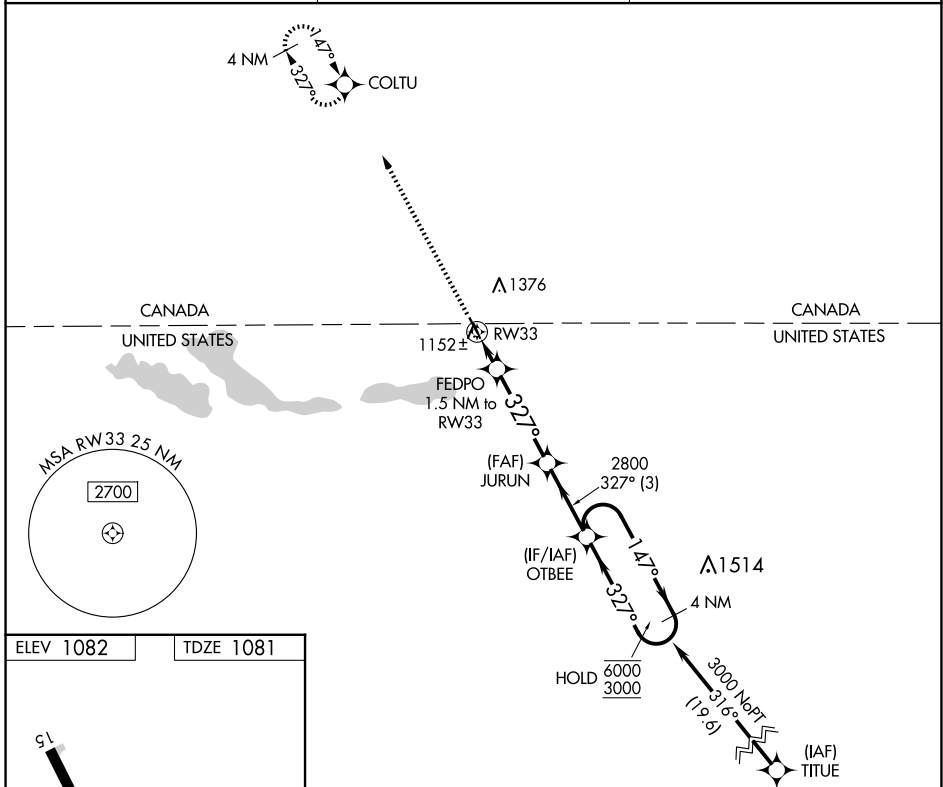 4 NM
147°
327°
COLTU
1376
CANADA
UNITED STATES
CANADA
UNITED STATES
1152±
RW33
FEDPO
1.5 NM to
RW33
327°
(FAF)
JURUN
2800
327° (3)
MSA RW33 25 NM
2700
(IF/IAF)
OTBEE
147°
327°
1514
4 NM
HOLD
6000
3000
3000 NoPT
316°
(19.6)
(IAF)
TITUE
ELEV 1082
TDZE 1081
15